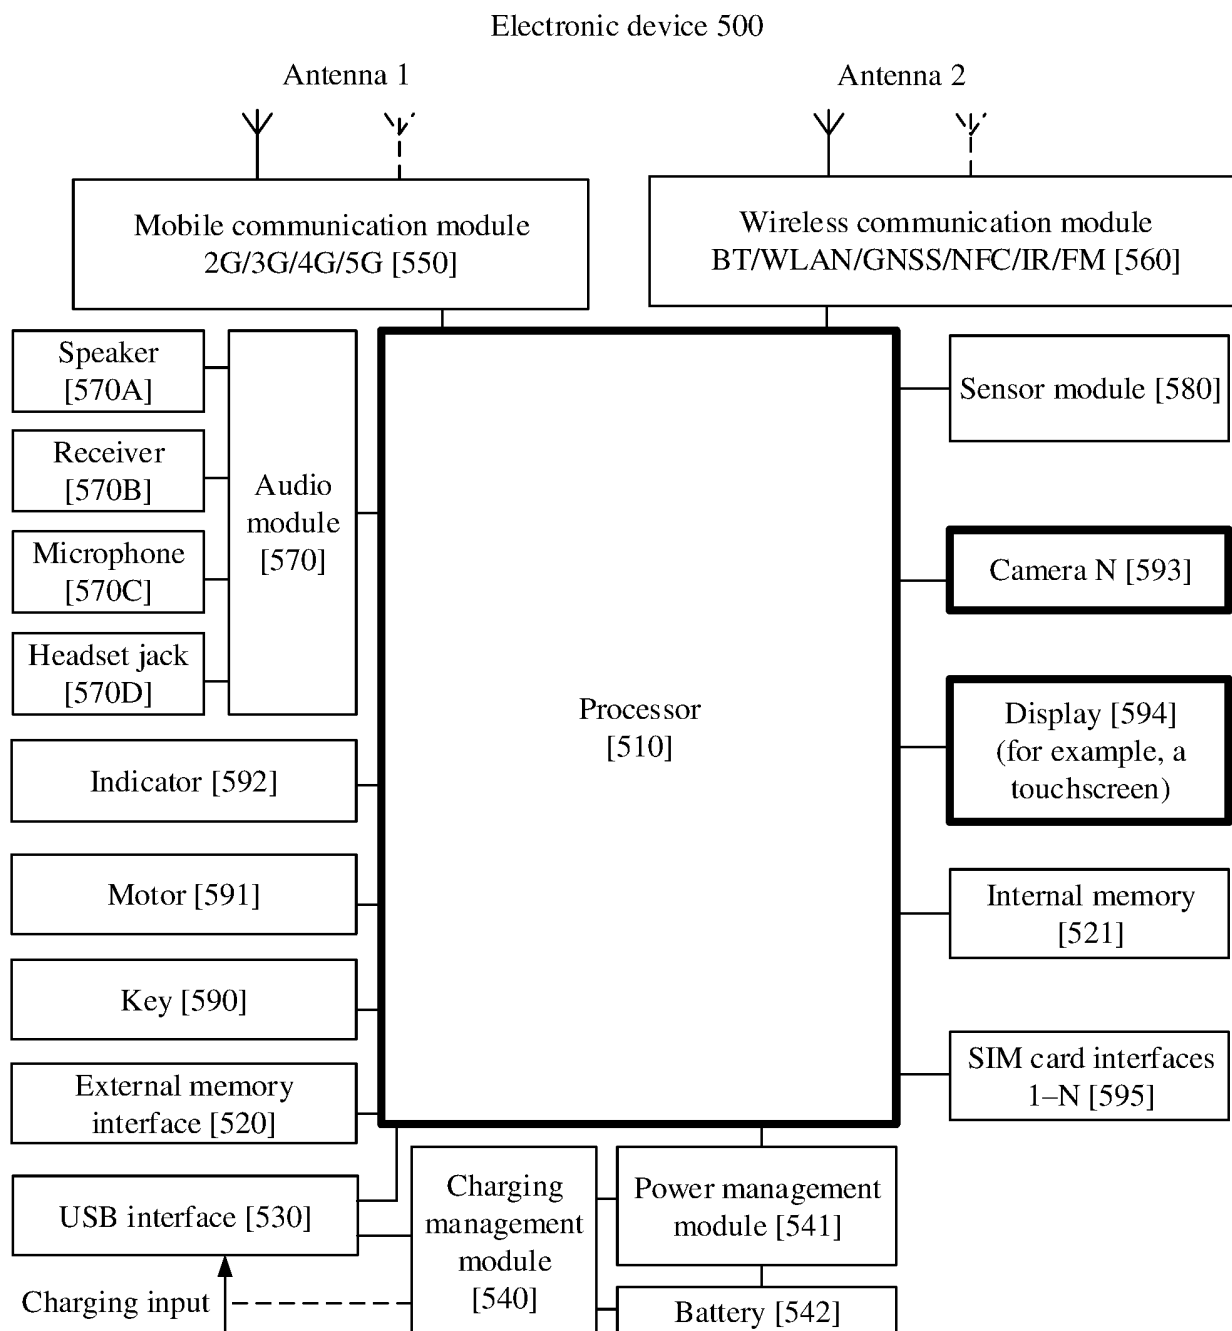 Electronic device 500
Antenna 1
Antenna 2
Mobile communication module
2G/3G/4G/5G [550]
Wireless communication module
BT/WLAN/GNSS/NFC/IR/FM [560]
Speaker
[570A]
Receiver
[570B]
Microphone
[570C]
Headset jack
[570D]
Audio
module
[570]
Indicator [592]
Motor [591]
Key [590]
External memory
interface [520]
USB interface [530]
Charging input
Processor
[510]
Sensor module [580]
Camera N [593]
Display [594]
(for example, a
touchscreen)
Internal memory
[521]
SIM card interfaces
1–N [595]
Charging
management
module
[540]
Power management
module [541]
Battery [542]